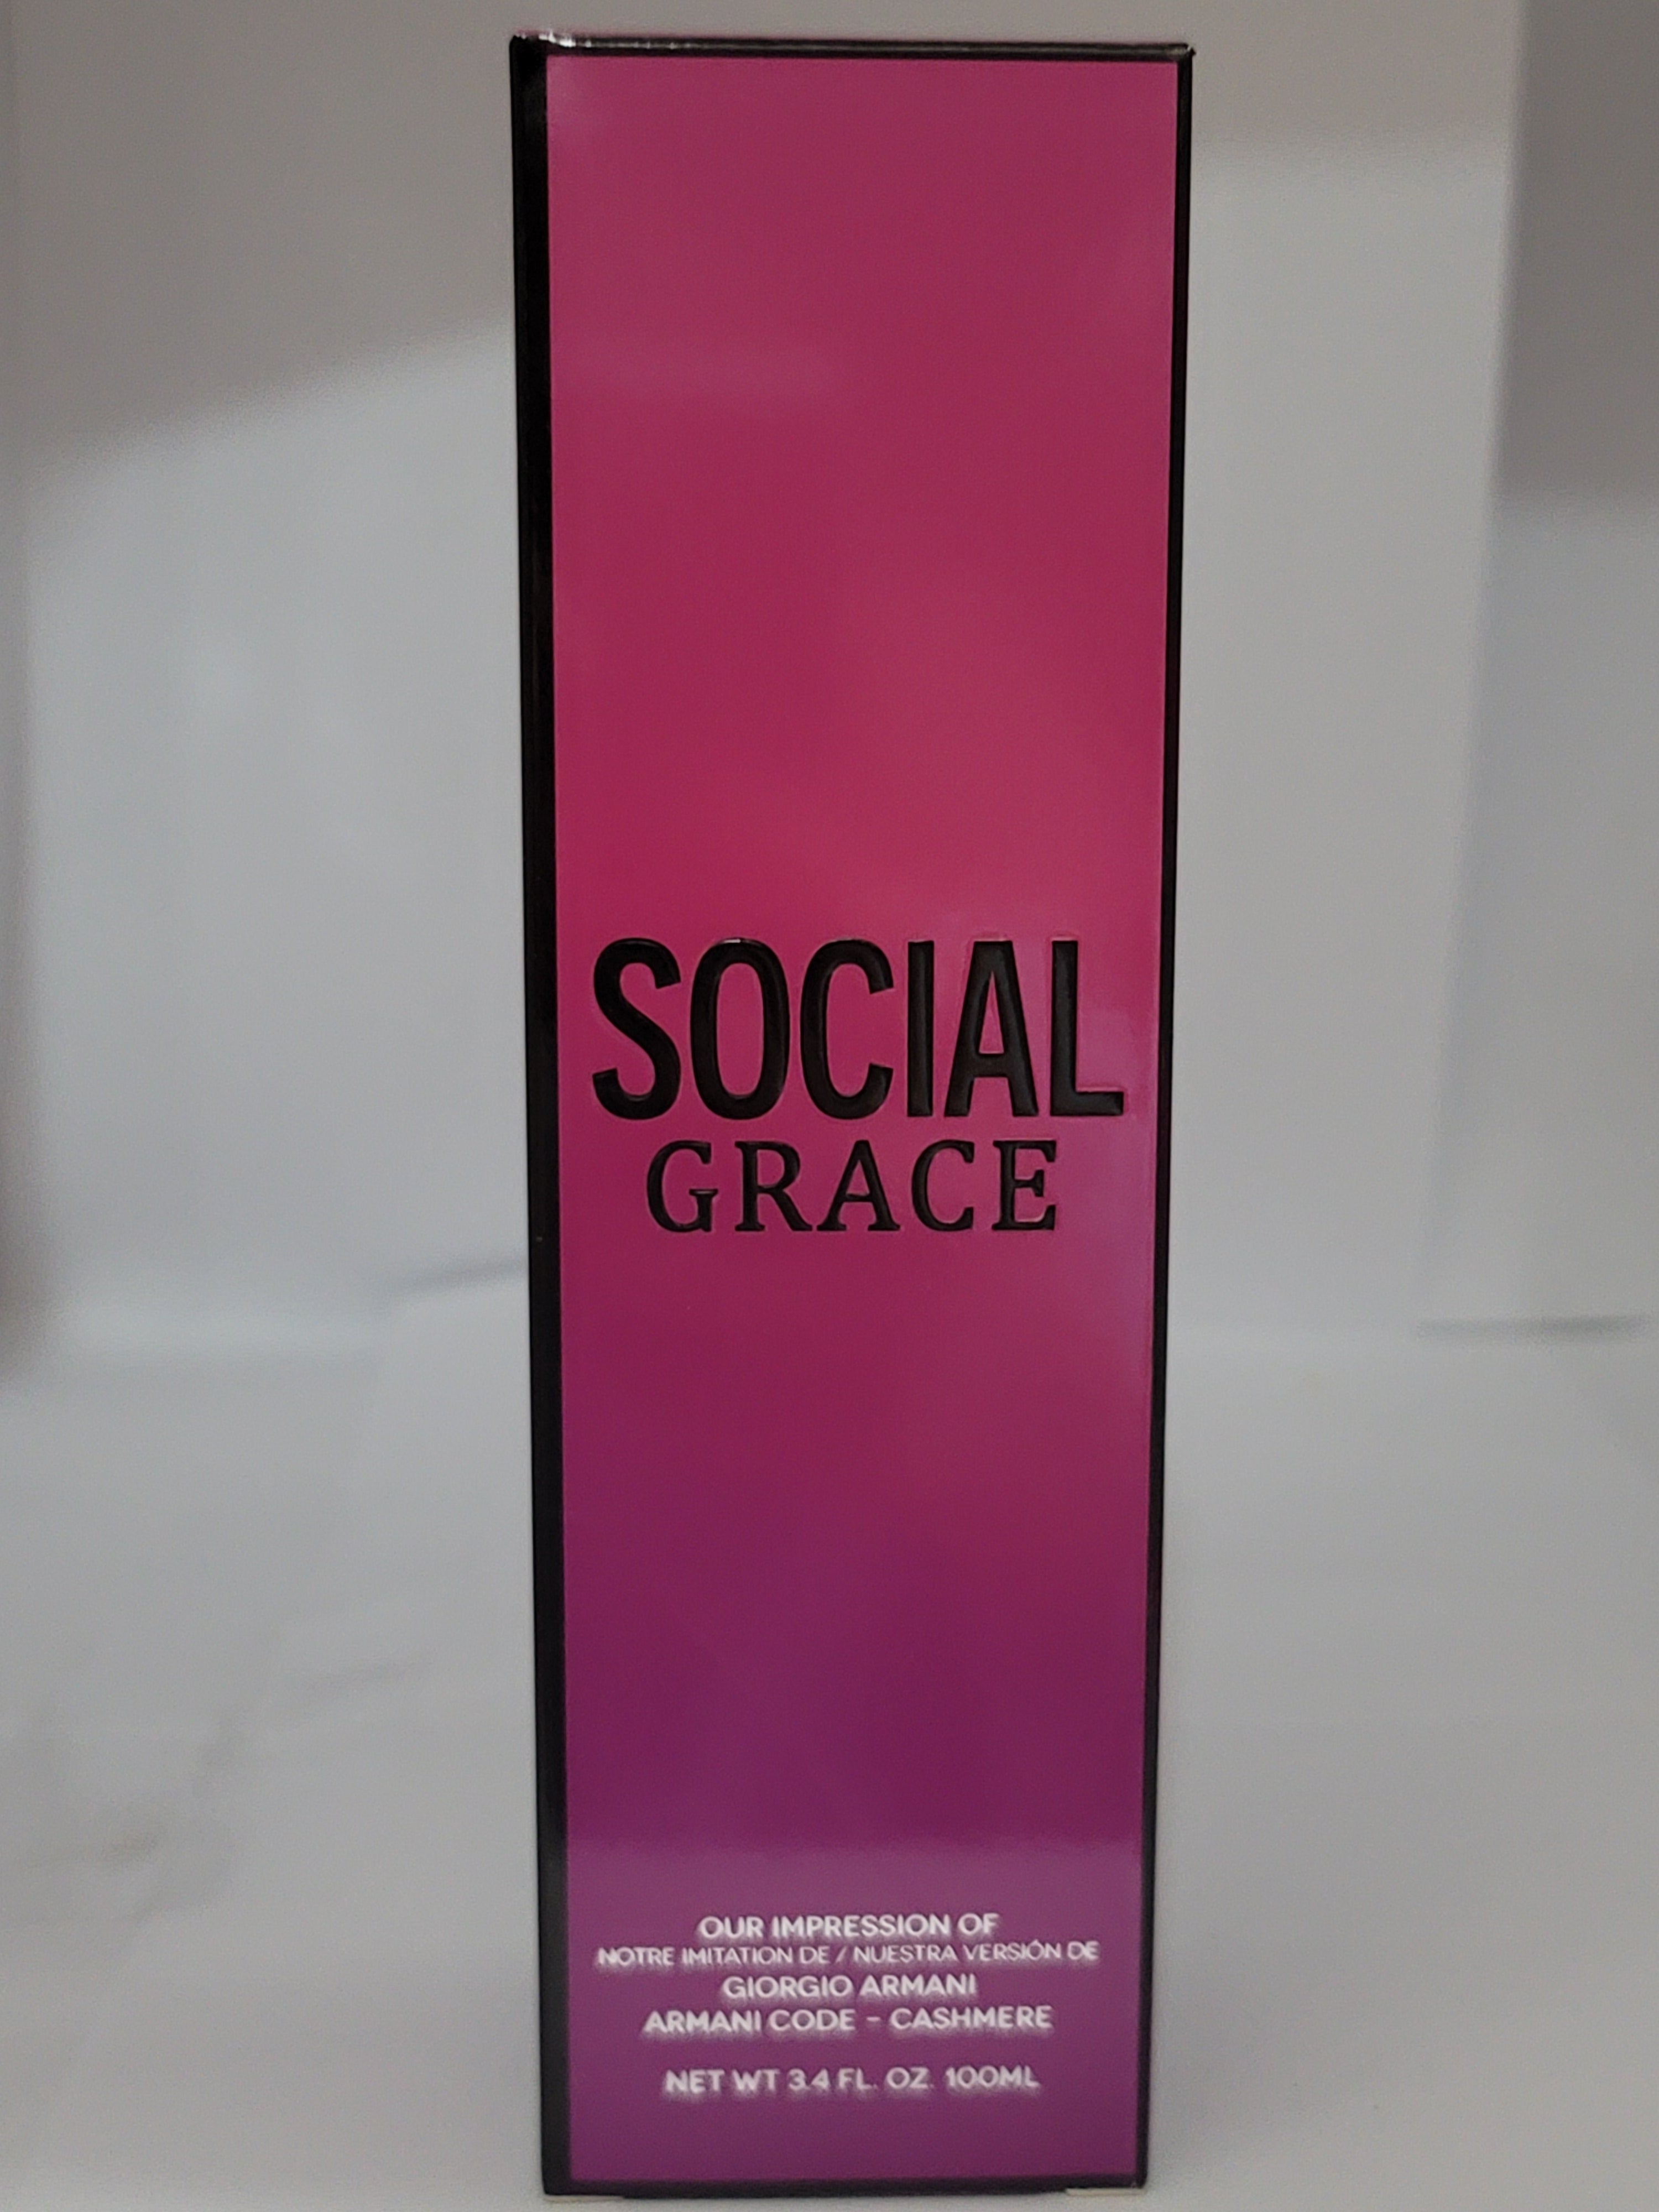 SOCIAL
GRACE
OUR IMPRESSION OF
NOTRE IMITATION DE / NUESTRA VERSIÓN DE
GIORGIO ARMANI
ARMANI CODE - CASHMERE
NET WT 3.4 FL. OZ. 100ML